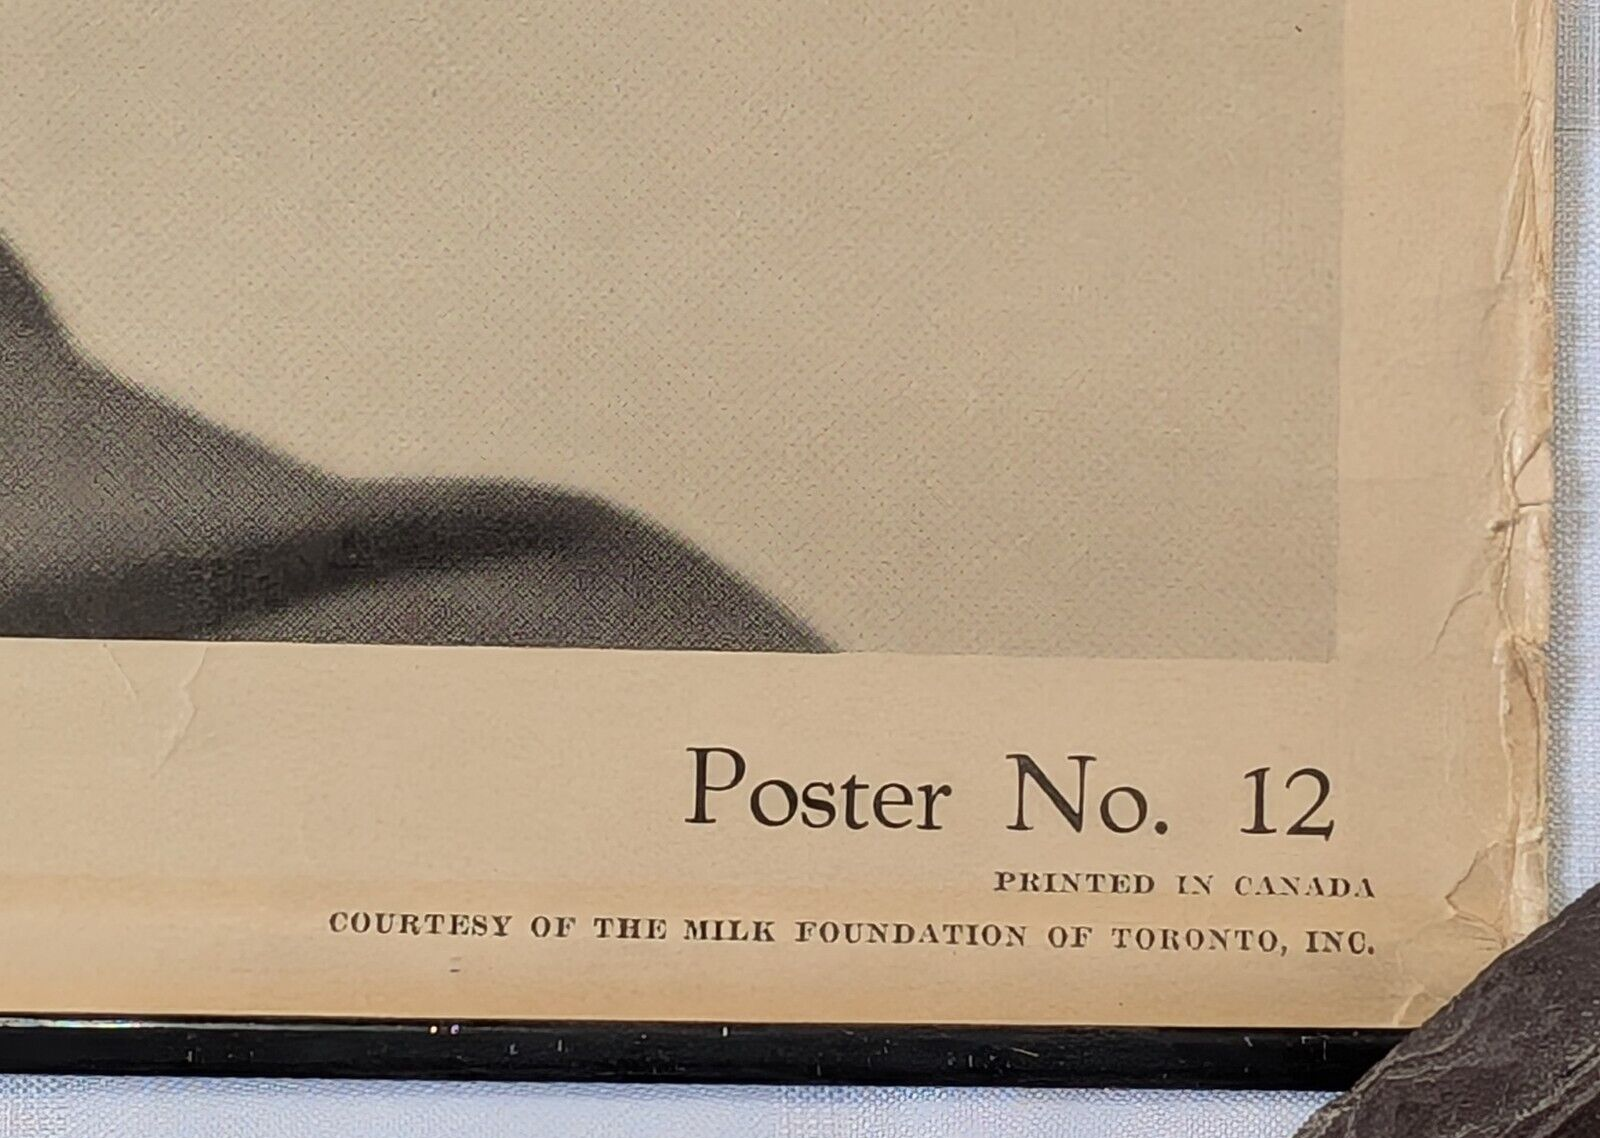 Poster No. 12
PRINTED IN CANADA
COURTESY OF THE MILK FOUNDATION OF TORONTO, INC.